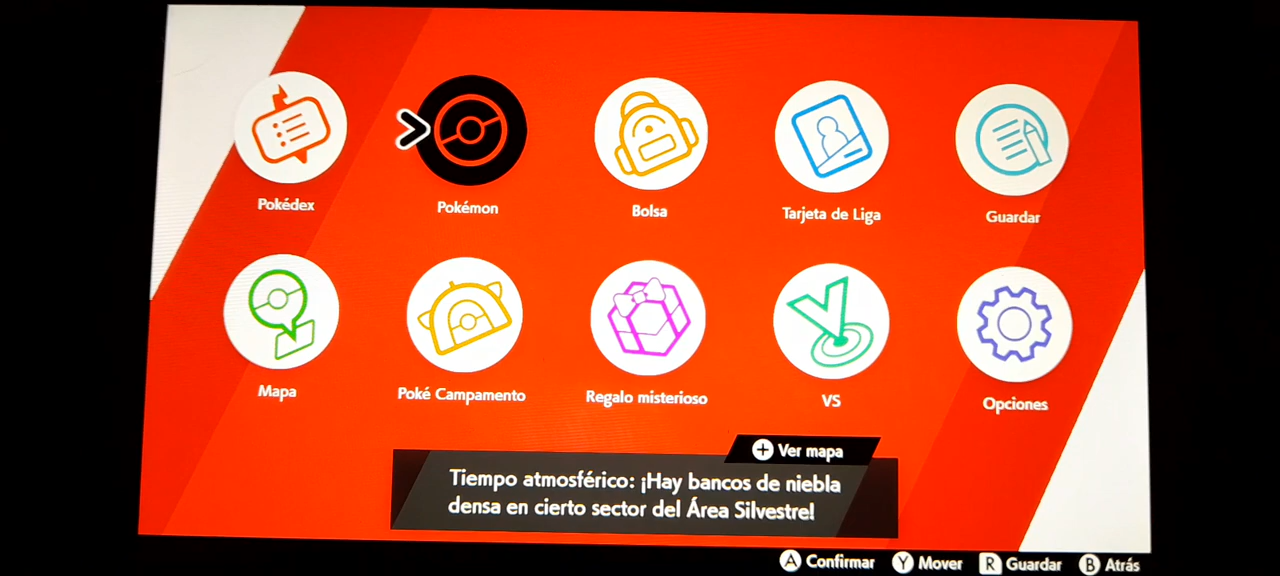 Pokédex
Pokémon
Bolsa
Tarjeta de Liga
Guardar
Mapa
Poké Campamento
Regalo misterioso
VS
Opciones
+ Ver mapa
Tiempo atmosférico: ¡Hay bancos de niebla
densa en cierto sector del Área Silvestre!
A Confirmar Y Mover R Guardar B Atrás